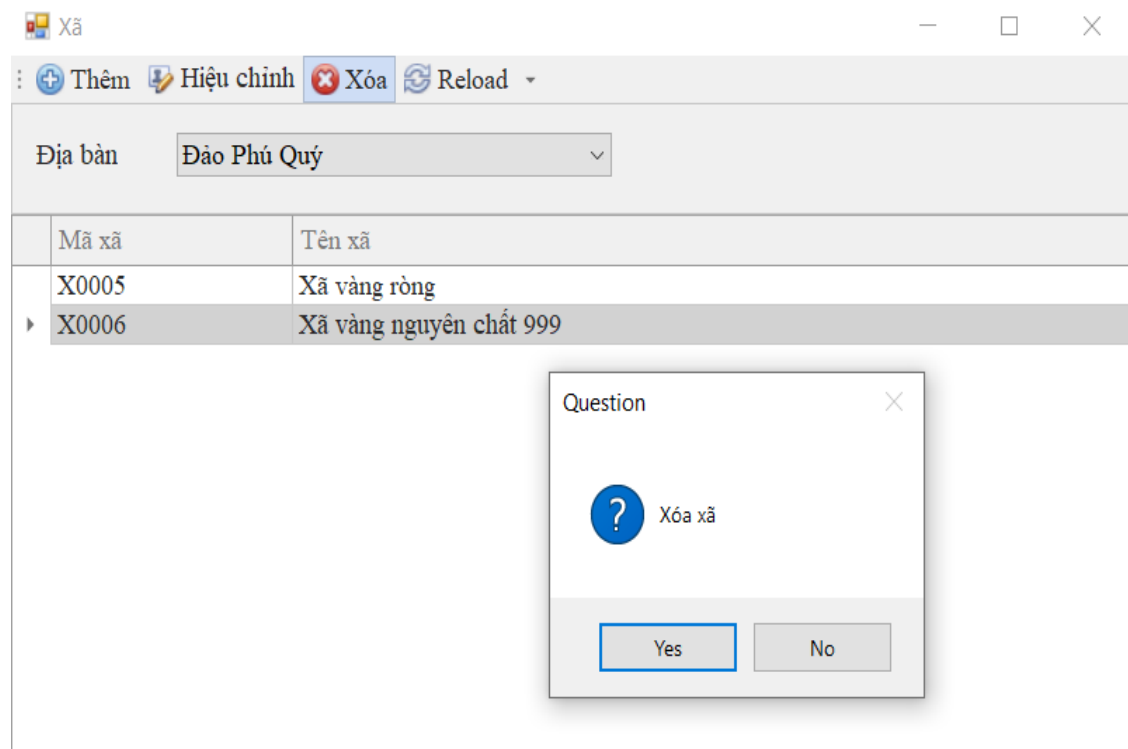 Xã
Thêm Hiệu chỉnh Xóa Reload
Địa bàn Đảo Phú Quý
Mã xã Tên xã
X0005 Xã vàng ròng
X0006 Xã vàng nguyên chất 999
Question
Xóa xã
Yes No